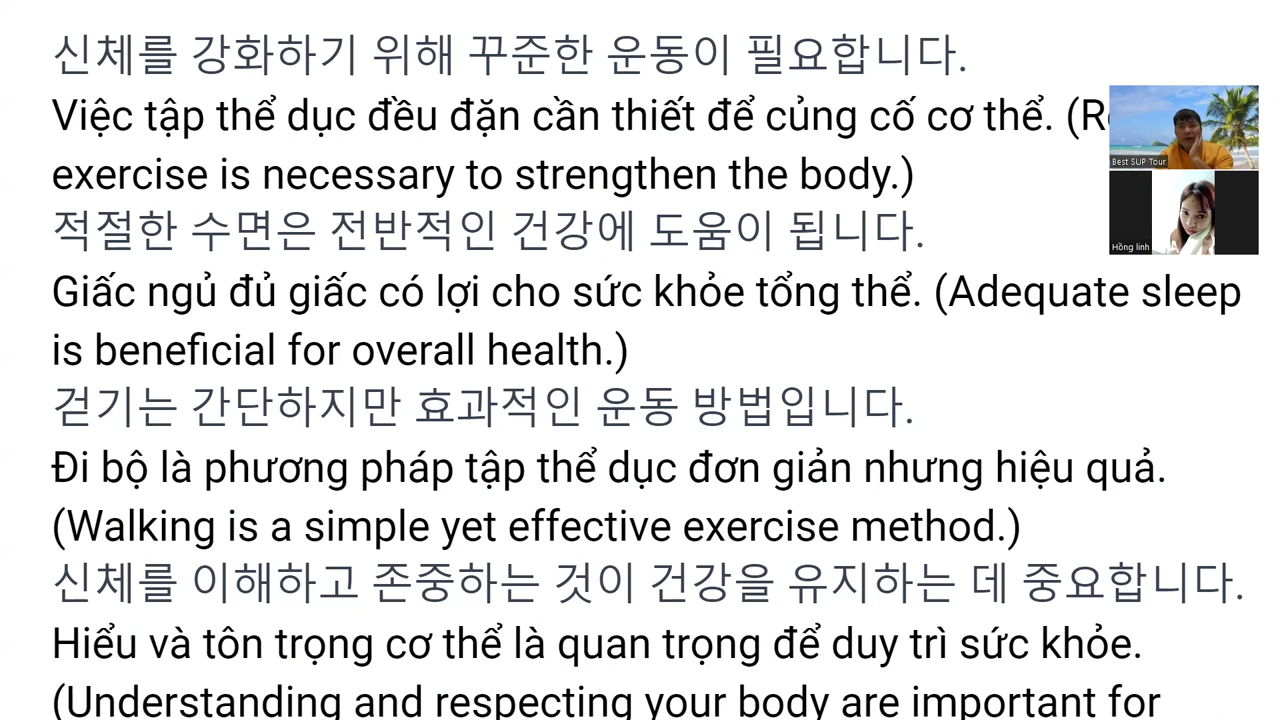 신체를 강화하기 위해 꾸준한 운동이 필요합니다.
Việc tập thể dục đều đặn cần thiết để củng cố cơ thể.
exercise is necessary to strengthen the body.)
적절한 수면은 전반적인 건강에 도움이 됩니다.
Giấc ngủ đủ giấc có lợi cho sức khỏe tổng thể. (Adequate sleep
is beneficial for overall health.)
걷기는 간단하지만 효과적인 운동 방법입니다.
Đi bộ là phương pháp tập thể dục đơn giản nhưng hiệu quả.
(Walking is a simple yet effective exercise method.)
신체를 이해하고 존중하는 것이 건강을 유지하는 데 중요합니다.
Hiểu và tôn trọng cơ thể là quan trọng để duy trì sức khỏe.
(Understanding and respecting your body are important for
Best SUP Tour
Hồng linh